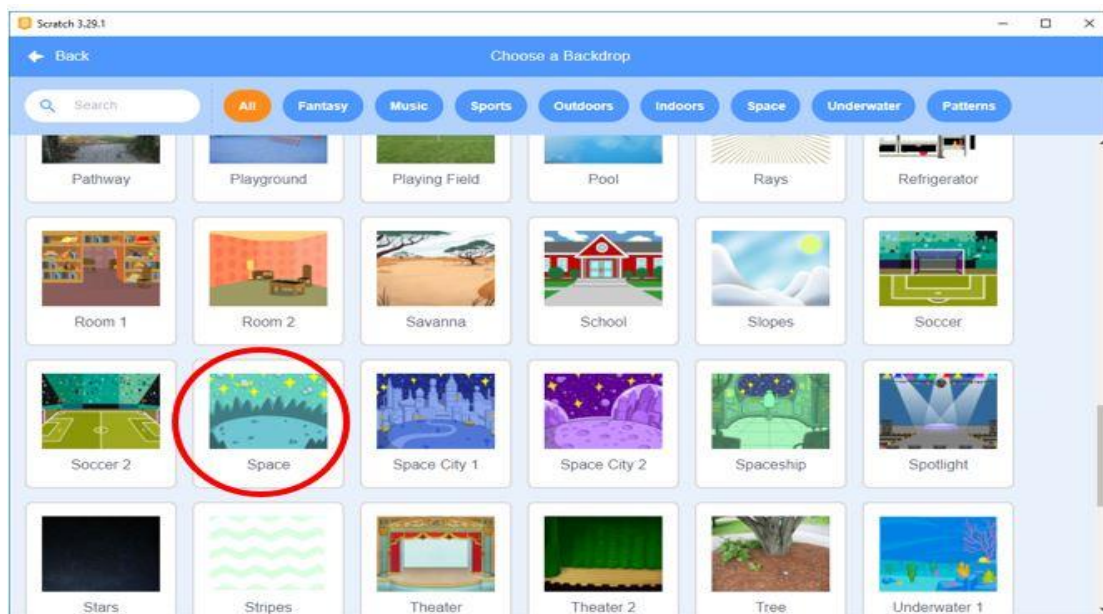 Scratch 3.29.1
Back
Choose a Backdrop
Search
All Fantasy Music Sports Outdoors Indoors Space Underwater Patterns
Pathway Playground Playing Field Pool Rays Refrigerator
Room 1 Room 2 Savanna School Slopes Soccer
Soccer 2 Space Space City 1 Space City 2 Spaceship Spotlight
Stars Stripes Theater Theater 2 Tree Underwater 1